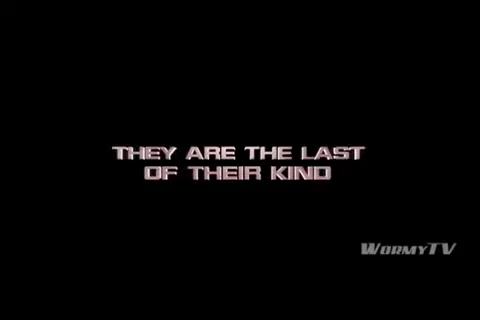 THEY ARE THE LAST
OF THEIR KIND
WORMYTV